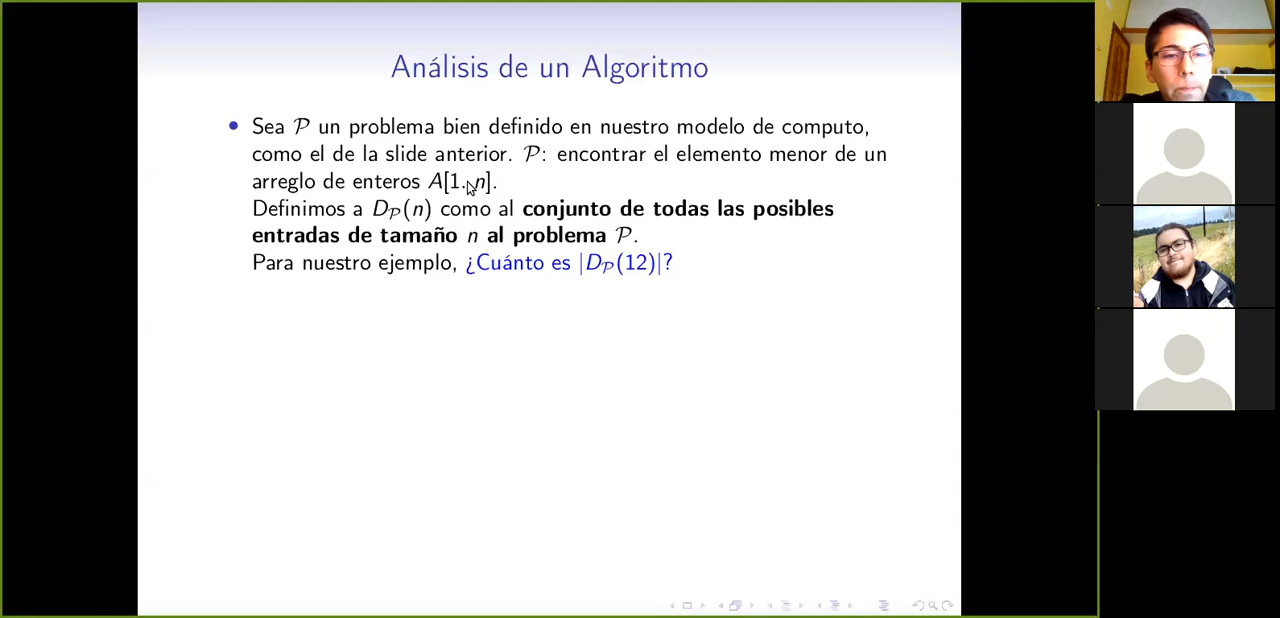 Análisis de un Algoritmo
• Sea 𝒫 un problema bien definido en nuestro modelo de computo,
como el de la slide anterior. 𝒫: encontrar el elemento menor de un
arreglo de enteros A[1..n].
Definimos a D𝒫(n) como al conjunto de todas las posibles
entradas de tamaño n al problema 𝒫.
Para nuestro ejemplo, ¿Cuánto es |D𝒫(12)|?